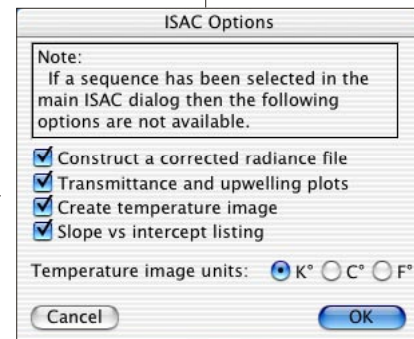 ISAC Options
Note:
If a sequence has been selected in the
main ISAC dialog then the following
options are not available.
Construct a corrected radiance file
Transmittance and upwelling plots
Create temperature image
Slope vs intercept listing
Temperature image units: K° C° F°
Cancel OK